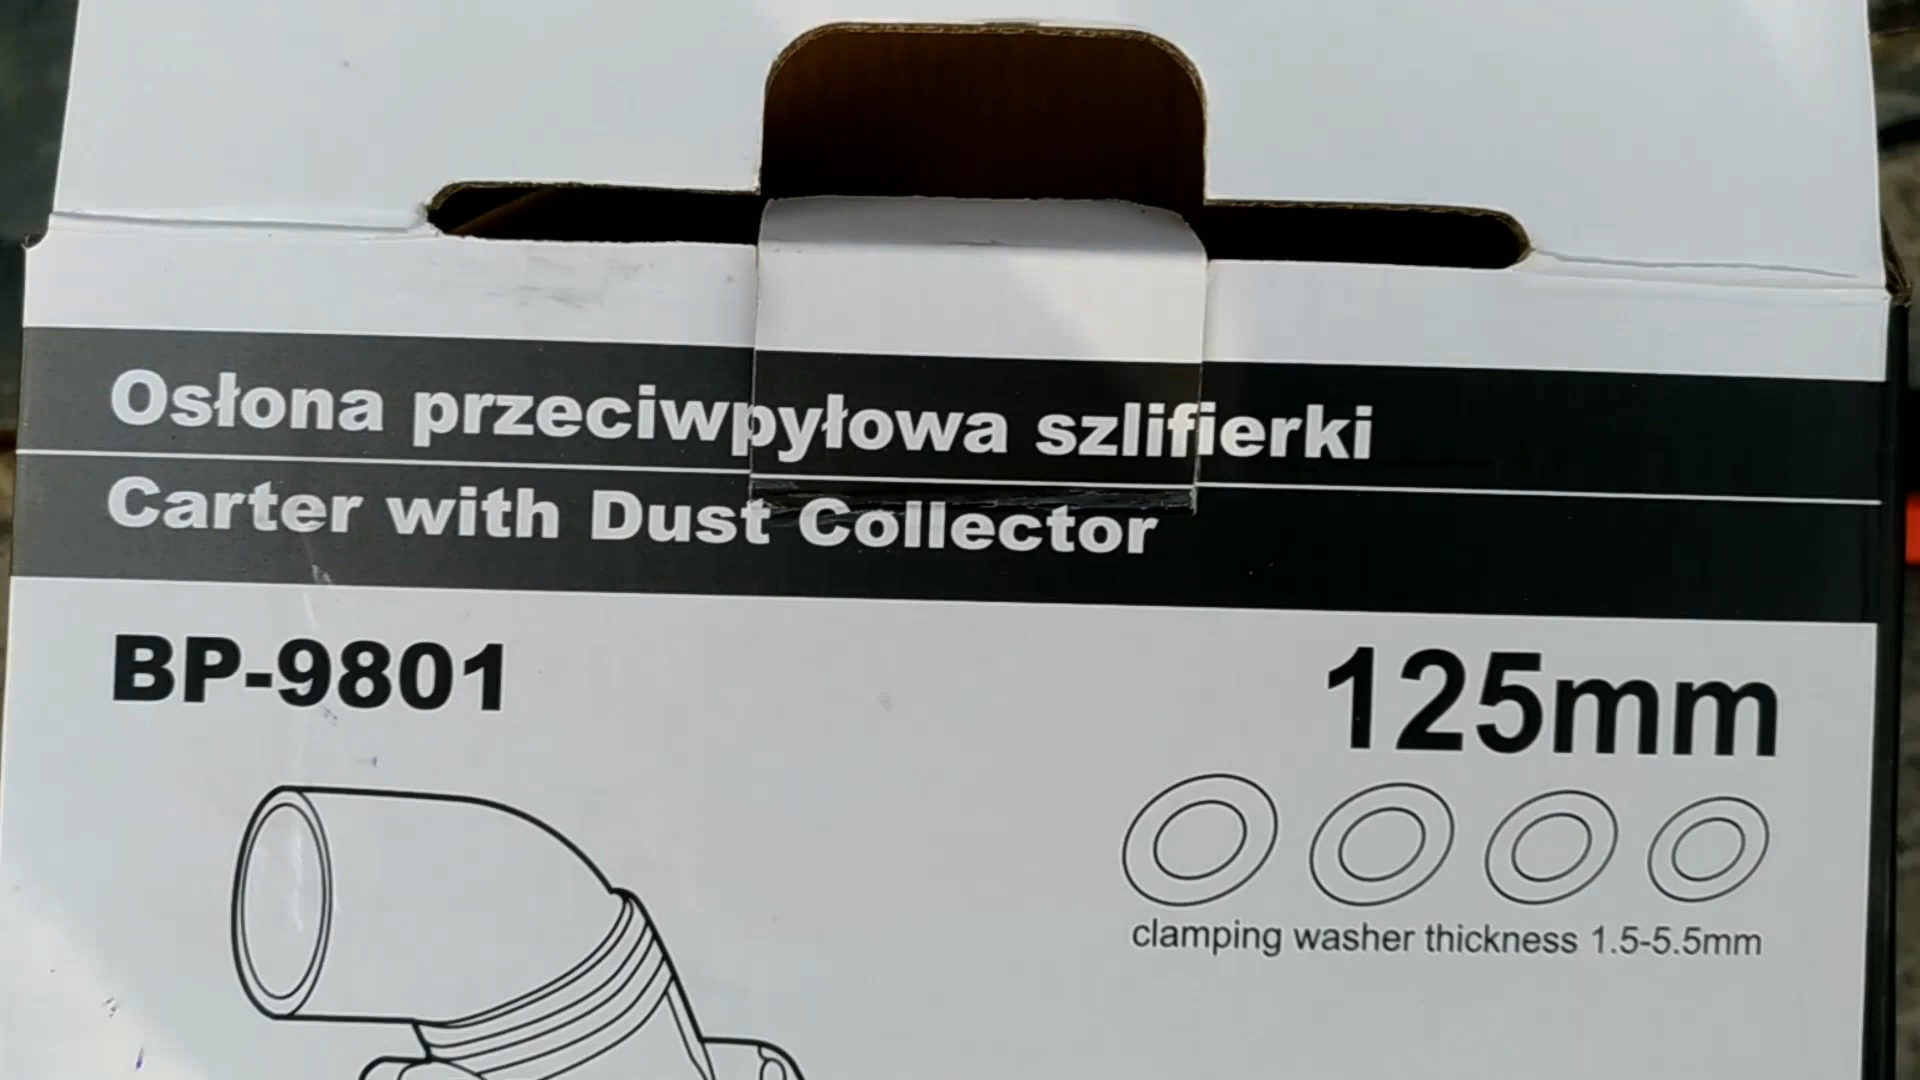 Osłona przeciwpyłowa szlifierki
Carter with Dust Collector
BP-9801
125mm
clamping washer thickness 1.5-5.5mm